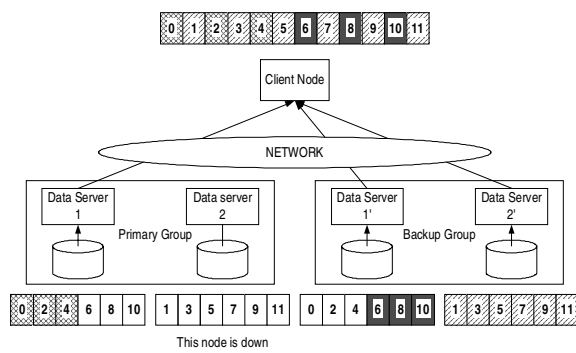 0 1 2 3 4 5 6 7 8 9 10 11
Client Node
NETWORK
Data Server
1
Data server
2
Data Server
1'
Data Server
2'
Primary Group
Backup Group
0 2 4 6 8 10
1 3 5 7 9 11
0 2 4 6 8 10
1 3 5 7 9 11
This node is down